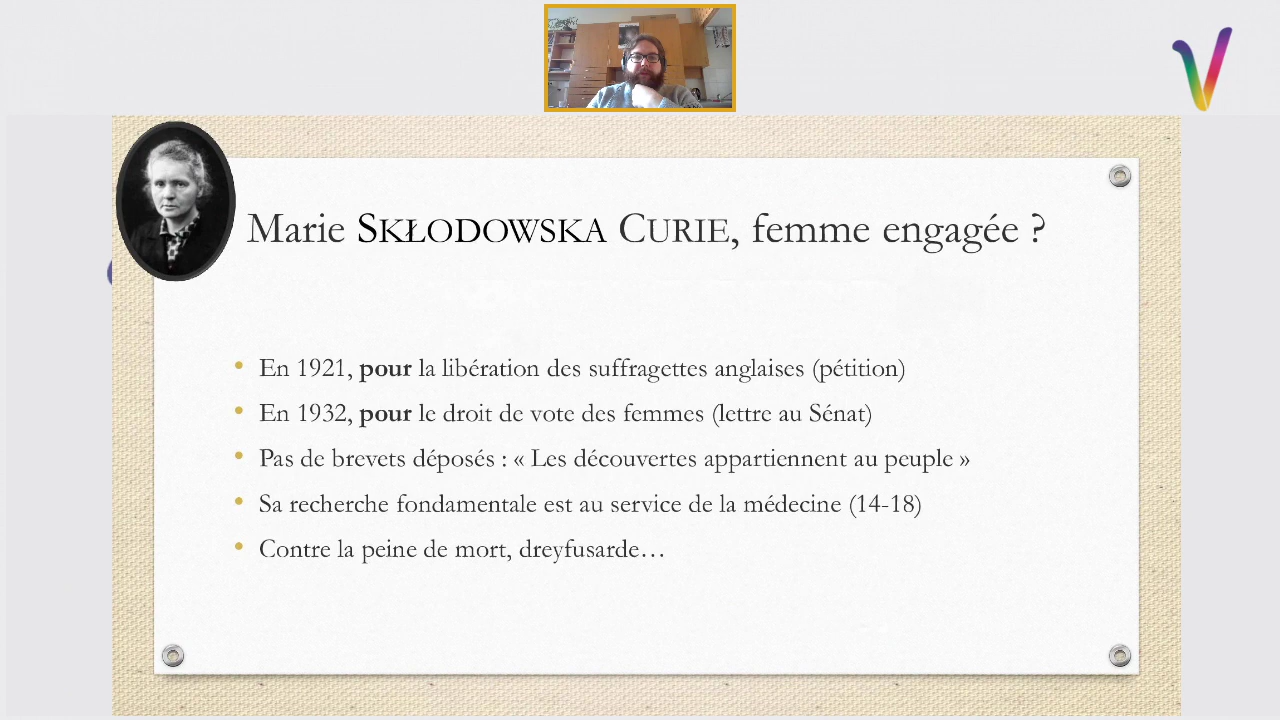 Marie SKŁODOWSKA CURIE, femme engagée ?
• En 1921, pour la libération des suffragettes anglaises (pétition)
• En 1932, pour le droit de vote des femmes (lettre au Sénat)
• Pas de brevets déposés : « Les découvertes appartiennent au peuple »
• Sa recherche fondamentale est au service de la médecine (14-18)
• Contre la peine de mort, dreyfusarde…